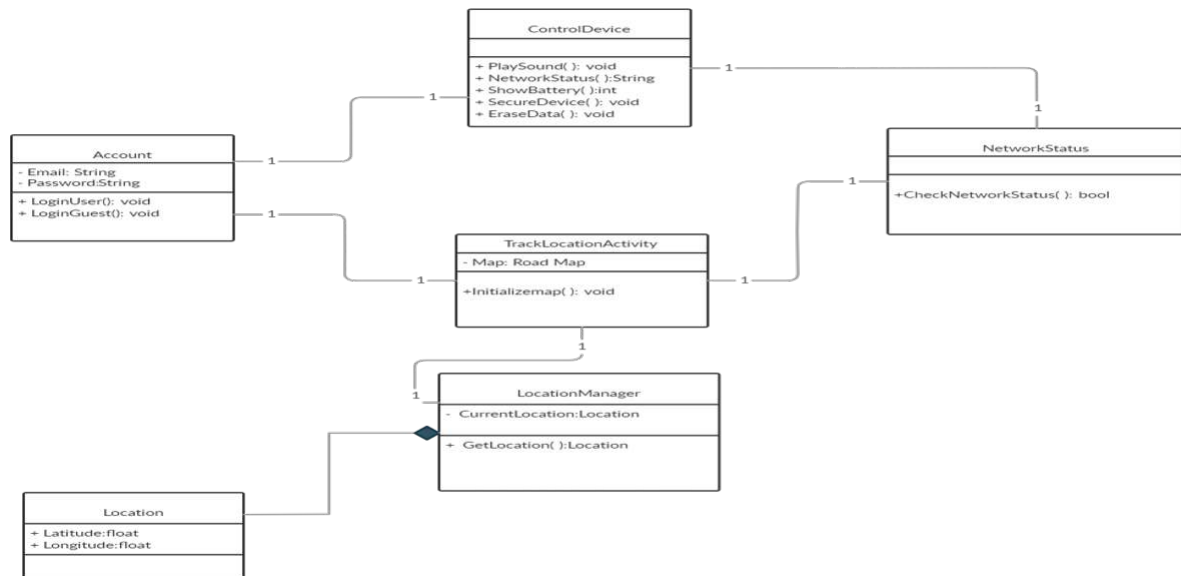 ControlDevice
+ PlaySound( ): void
+ NetworkStatus( ):String
+ ShowBattery( ):int
+ SecureDevice( ): void
+ EraseData( ): void
1
1
1
1
Account
- Email: String
- Password:String
+ LoginUser(): void
+ LoginGuest(): void
NetworkStatus
+CheckNetworkStatus( ): bool
1
1
1
1
TrackLocationActivity
- Map: Road Map
+Initializemap( ): void
1
1
LocationManager
- CurrentLocation:Location
+ GetLocation( ):Location
Location
+ Latitude:float
+ Longitude:float